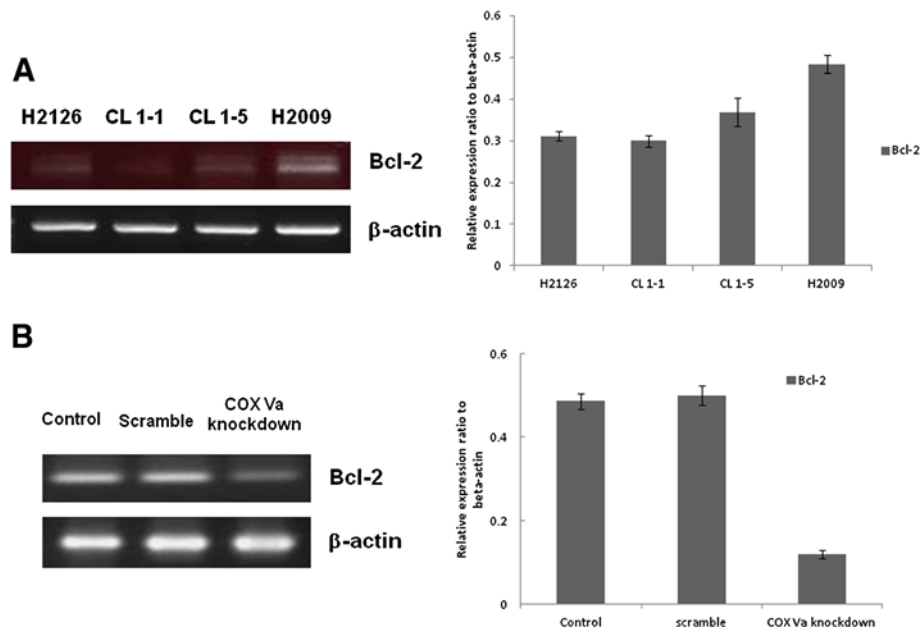 A
H2126 CL 1-1 CL 1-5 H2009
Bcl-2
β-actin
Relative expression ratio to beta-actin
0.6
0.5
0.4
0.3
0.2
0.1
0
H2126 CL 1-1 CL 1-5 H2009
Bcl-2
B
Control Scramble COX Va
knockdown
Bcl-2
β-actin
Relative expression ratio to
beta-actin
0.6
0.4
0.2
0
Control scramble COX Va knockdown
Bcl-2